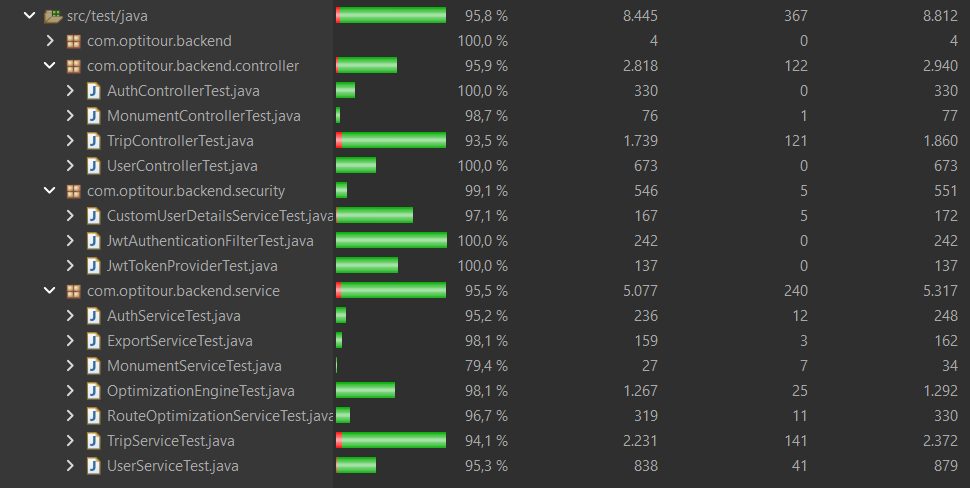 src/test/java 95,8 % 8.445 367 8.812
com.optitour.backend 100,0 % 4 0 4
com.optitour.backend.controller 95,9 % 2.818 122 2.940
AuthControllerTest.java 100,0 % 330 0 330
MonumentControllerTest.java 98,7 % 76 1 77
TripControllerTest.java 93,5 % 1.739 121 1.860
UserControllerTest.java 100,0 % 673 0 673
com.optitour.backend.security 99,1 % 546 5 551
CustomUserDetailsServiceTest.java 97,1 % 167 5 172
JwtAuthenticationFilterTest.java 100,0 % 242 0 242
JwtTokenProviderTest.java 100,0 % 137 0 137
com.optitour.backend.service 95,5 % 5.077 240 5.317
AuthServiceTest.java 95,2 % 236 12 248
ExportServiceTest.java 98,1 % 159 3 162
MonumentServiceTest.java 79,4 % 27 7 34
OptimizationEngineTest.java 98,1 % 1.267 25 1.292
RouteOptimizationServiceTest.java 96,7 % 319 11 330
TripServiceTest.java 94,1 % 2.231 141 2.372
UserServiceTest.java 95,3 % 838 41 879